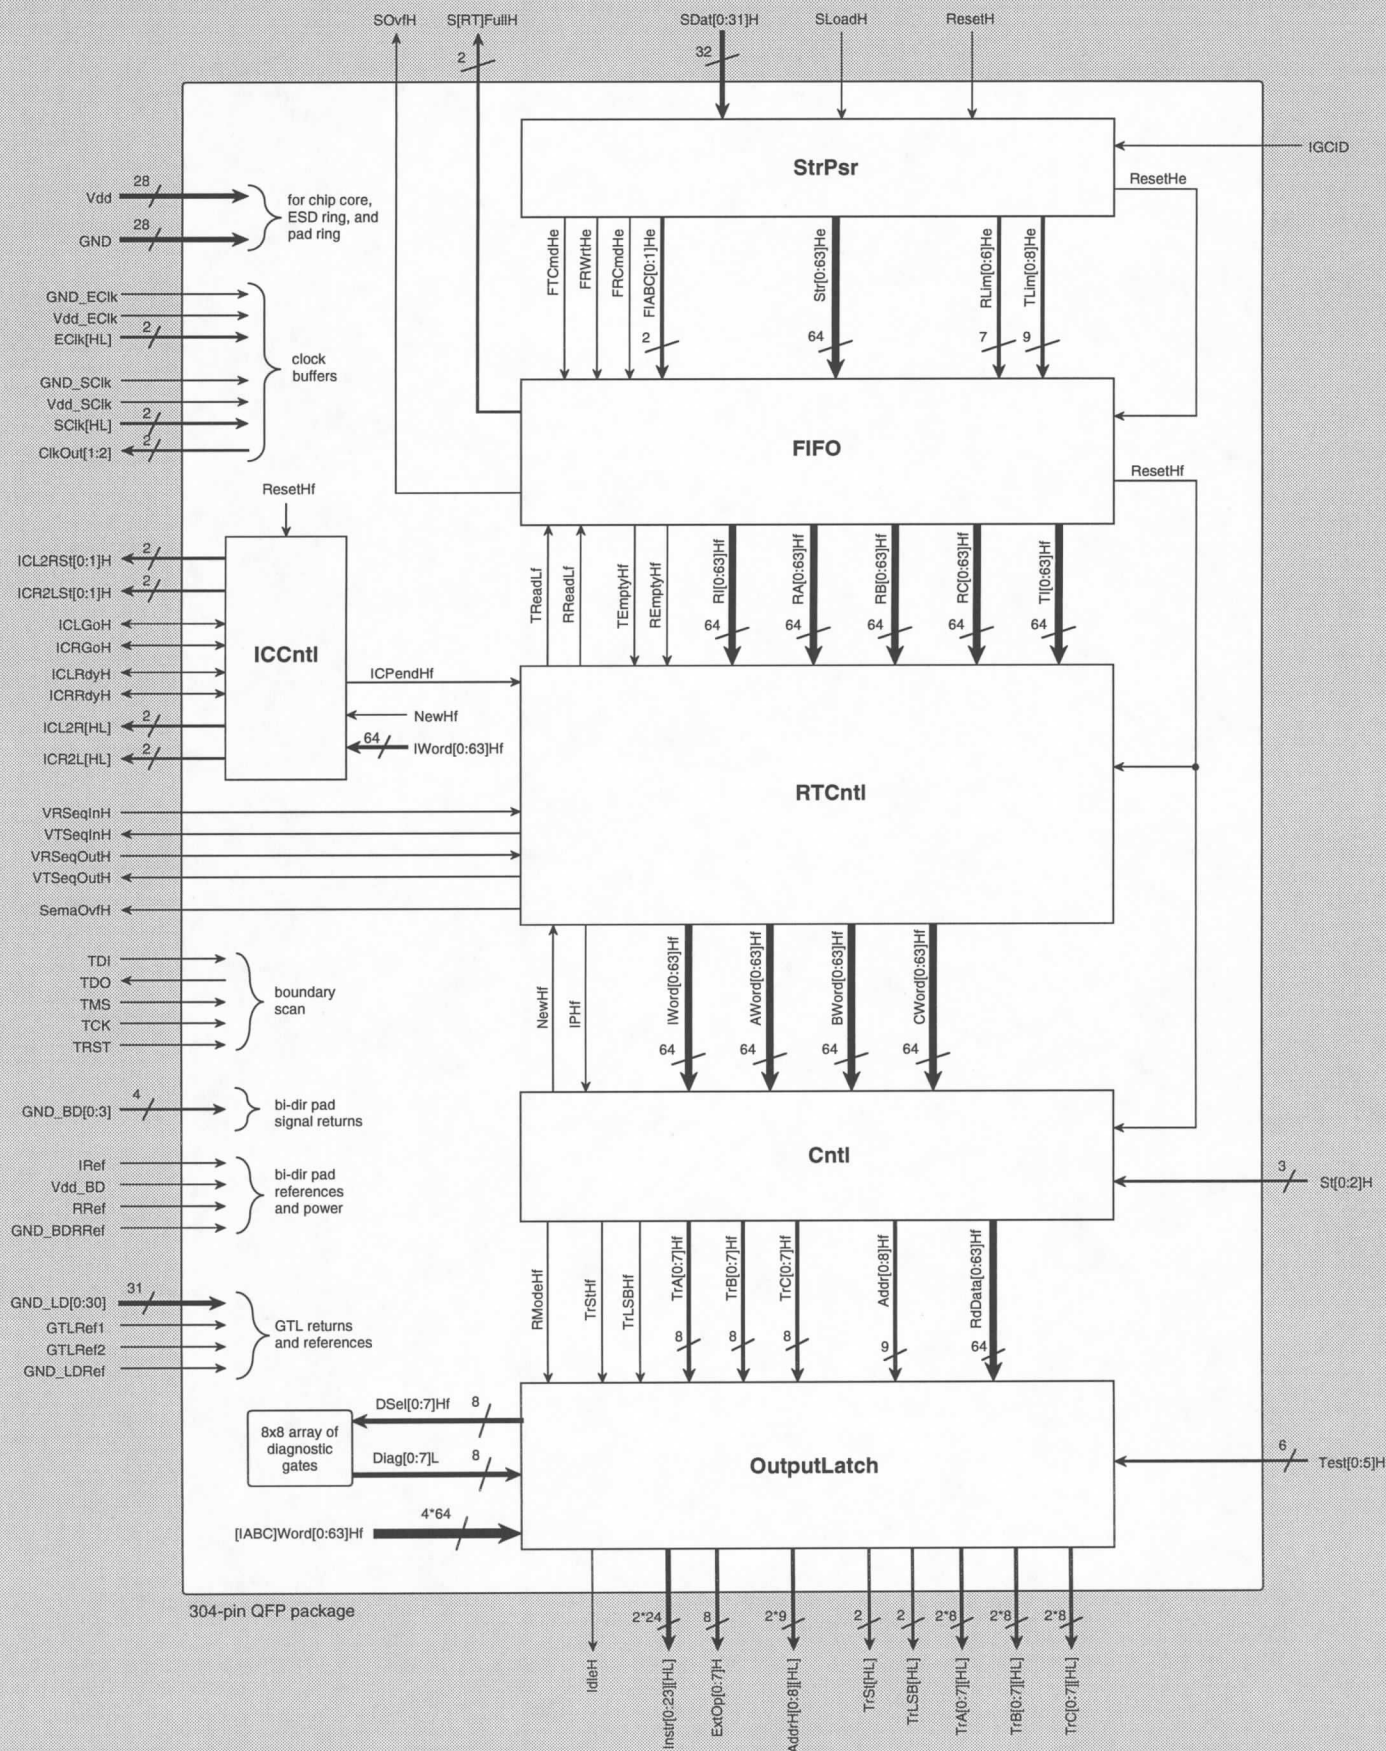 SOvfH
S[RT]FullH
SDat[0:31]H
SLoadH
ResetH
2
32
IGCID
StrPsr
ResetHe
Vdd
28
GND
28
for chip core,
ESD ring, and
pad ring
FTCmdHe
FRWrtHe
FRCmdHe
FIABC[0:1]He
Str[0:63]He
RLim[0:6]He
TLim[0:8]He
2
64
7
9
GND_EClk
Vdd_EClk
EClk[HL]
2
GND_SClk
Vdd_SClk
SClk[HL]
2
ClkOut[1:2]
2
clock
buffers
FIFO
ResetHf
ResetHf
ICL2RSt[0:1]H
2
ICR2LSt[0:1]H
2
ICLGoH
ICRGoH
ICLRdyH
ICRRdyH
ICL2R[HL]
2
ICR2L[HL]
2
ICCntl
ICPendHf
NewHf
64
IWord[0:63]Hf
TReadLf
RReadLf
TEmptyHf
REmptyHf
RI[0:63]Hf
RA[0:63]Hf
RB[0:63]Hf
RC[0:63]Hf
TI[0:63]Hf
64
64
64
64
64
RTCntl
VRSeqInH
VTSeqInH
VRSeqOutH
VTSeqOutH
SemaOvfH
TDI
TDO
TMS
TCK
TRST
boundary
scan
NewHf
IPHf
IWord[0:63]Hf
AWord[0:63]Hf
BWord[0:63]Hf
CWord[0:63]Hf
64
64
64
64
GND_BD[0:3]
4
bi-dir pad
signal returns
IRef
Vdd_BD
RRef
GND_BDRRef
bi-dir pad
references
and power
Cntl
3
St[0:2]H
RModeHf
TrStHf
TrLSBHf
TrA[0:7]Hf
TrB[0:7]Hf
TrC[0:7]Hf
Addr[0:8]Hf
RdData[0:63]Hf
8
8
8
9
64
GND_LD[0:30]
31
GTLRef1
GTLRef2
GND_LDRef
GTL returns
and references
DSel[0:7]Hf
8
8x8 array of
diagnostic
gates
Diag[0:7]L
8
[IABC]Word[0:63]Hf
4*64
OutputLatch
6
Test[0:5]H
304-pin QFP package
2*24
8
2*9
2
2
2*8
2*8
2*8
IdleH
Instr[0:23][HL]
ExtOp[0:7]H
AddrH[0:8][HL]
TrSt[HL]
TrLSB[HL]
TrA[0:7][HL]
TrB[0:7][HL]
TrC[0:7][HL]